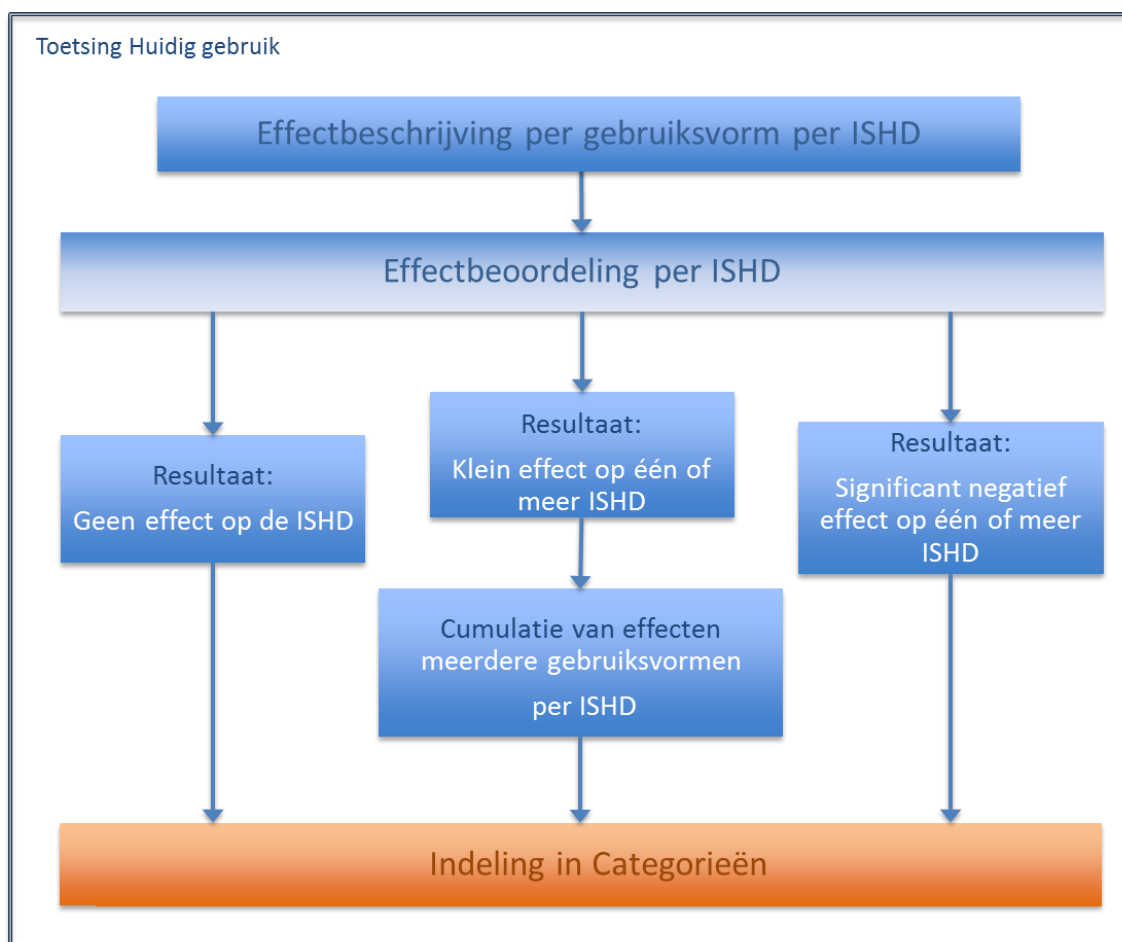 Toetsing Huidig gebruik
Effectbeschrijving per gebruiksvorm per ISHD
Effectbeoordeling per ISHD
Resultaat:
Geen effect op de ISHD
Resultaat:
Klein effect op één of
meer ISHD
Resultaat:
Significant negatief
effect op één of meer
ISHD
Cumulatie van effecten
meerdere gebruiksvormen
per ISHD
Indeling in Categorieën